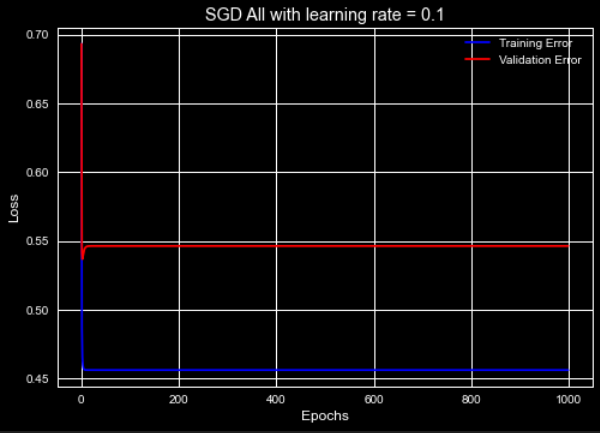 SGD All with learning rate = 0.1
Training Error
Validation Error
0.70
0.65
0.60
0.55
0.50
0.45
Loss
0
200
400
600
800
1000
Epochs